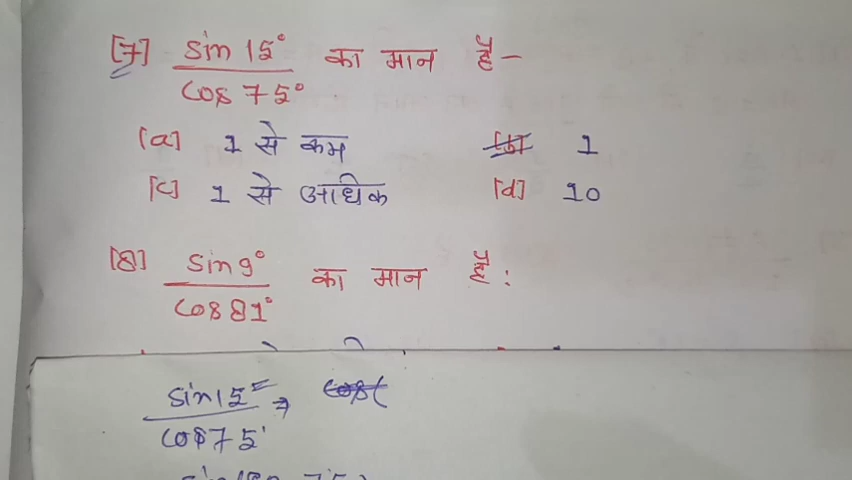 [7] sin 15° / cos 75° का मान है -
[a] 1 से कम [b] 1
[c] 1 से अधिक [d] 10
[8] sin 9° / cos 81° का मान है :
sin 15° / cos 75° ⇒ cos(